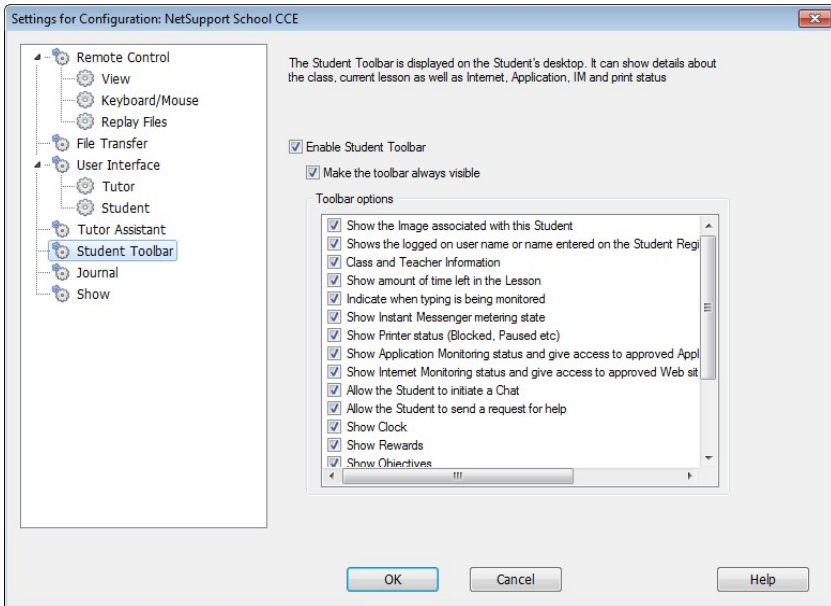 Settings for Configuration: NetSupport School CCE
Remote Control
View
Keyboard/Mouse
Replay Files
File Transfer
User Interface
Tutor
Student
Tutor Assistant
Student Toolbar
Journal
Show
The Student Toolbar is displayed on the Student's desktop. It can show details about
the class, current lesson as well as Internet, Application, IM and print status
Enable Student Toolbar
Make the toolbar always visible
Toolbar options
Show the Image associated with this Student
Shows the logged on user name or name entered on the Student Regi
Class and Teacher Information
Show amount of time left in the Lesson
Indicate when typing is being monitored
Show Instant Messenger metering state
Show Printer status (Blocked, Paused etc)
Show Application Monitoring status and give access to approved Appl
Show Internet Monitoring status and give access to approved Web sit
Allow the Student to initiate a Chat
Allow the Student to send a request for help
Show Clock
Show Rewards
Show Objectives
OK
Cancel
Help